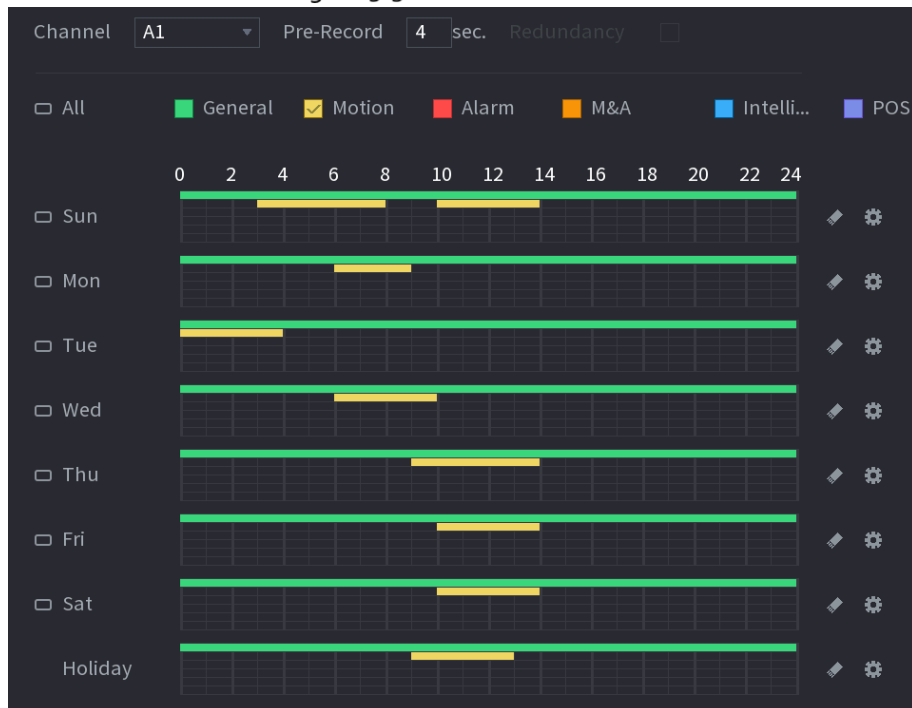 Channel A1 Pre-Record 4 sec. Redundancy
All General Motion Alarm M&A Intelli... POS
0 2 4 6 8 10 12 14 16 18 20 22 24
Sun
Mon
Tue
Wed
Thu
Fri
Sat
Holiday